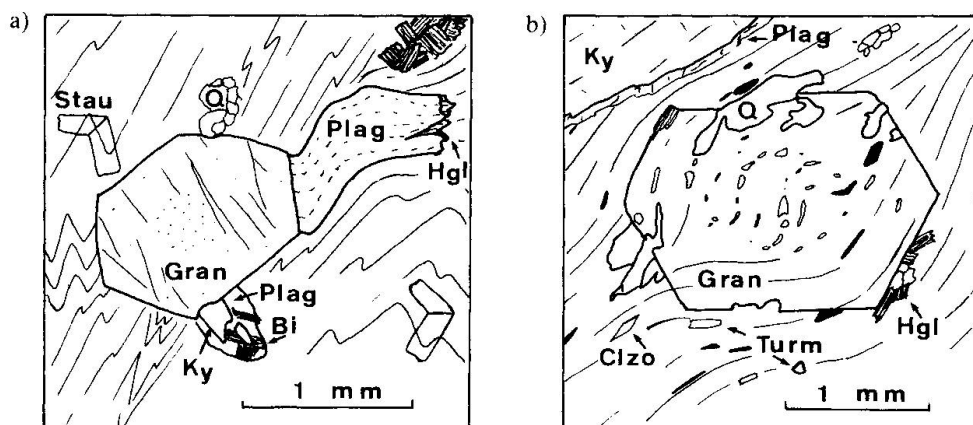 a)
Stau
Q
Plag
Hgl
Gran
Plag
Bi
Ky
1 mm
b)
Plag
Ky
Q
Gran
Hgl
Clzo
Turm
1 mm